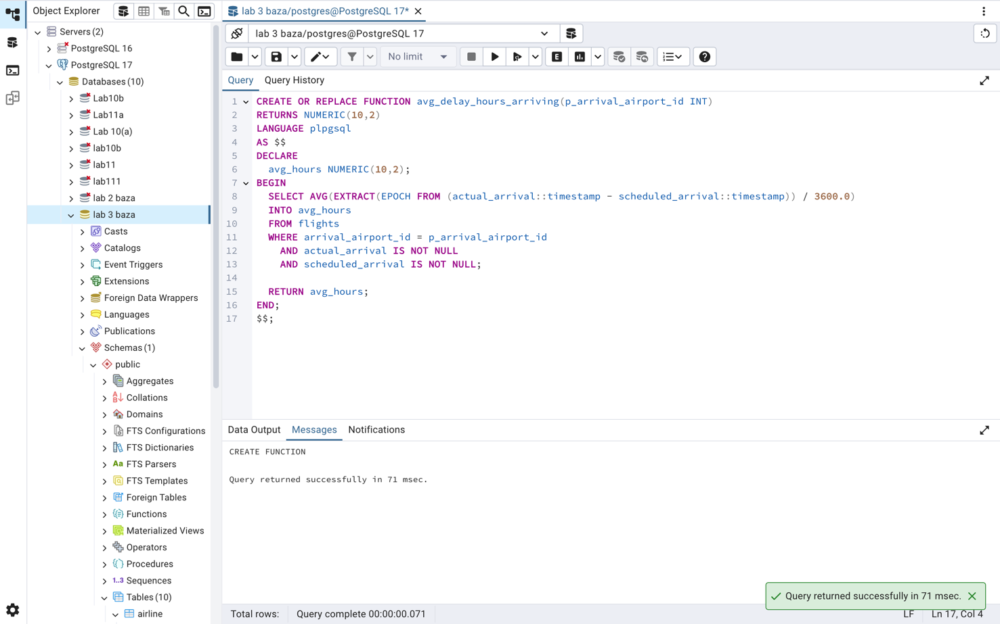 Object Explorer
lab 3 baza/postgres@PostgreSQL 17*
Servers (2)
PostgreSQL 16
PostgreSQL 17
Databases (10)
Lab10b
Lab11a
Lab 10(a)
lab10b
lab11
lab111
lab 2 baza
lab 3 baza
Casts
Catalogs
Event Triggers
Extensions
Foreign Data Wrappers
Languages
Publications
Schemas (1)
public
Aggregates
Collations
Domains
FTS Configurations
FTS Dictionaries
Aa FTS Parsers
FTS Templates
Foreign Tables
Functions
Materialized Views
Operators
Procedures
1..3 Sequences
Tables (10)
airline
lab 3 baza/postgres@PostgreSQL 17
No limit
E
Query Query History
1 CREATE OR REPLACE FUNCTION avg_delay_hours_arriving(p_arrival_airport_id INT)
2 RETURNS NUMERIC(10,2)
3 LANGUAGE plpgsql
4 AS $$
5 DECLARE
6 avg_hours NUMERIC(10,2);
7 BEGIN
8 SELECT AVG(EXTRACT(EPOCH FROM (actual_arrival::timestamp - scheduled_arrival::timestamp)) / 3600.0)
9 INTO avg_hours
10 FROM flights
11 WHERE arrival_airport_id = p_arrival_airport_id
12 AND actual_arrival IS NOT NULL
13 AND scheduled_arrival IS NOT NULL;
14
15 RETURN avg_hours;
16 END;
17 $$;
Data Output Messages Notifications
CREATE FUNCTION
Query returned successfully in 71 msec.
Query returned successfully in 71 msec.
Total rows: Query complete 00:00:00.071 LF Ln 17, Col 4